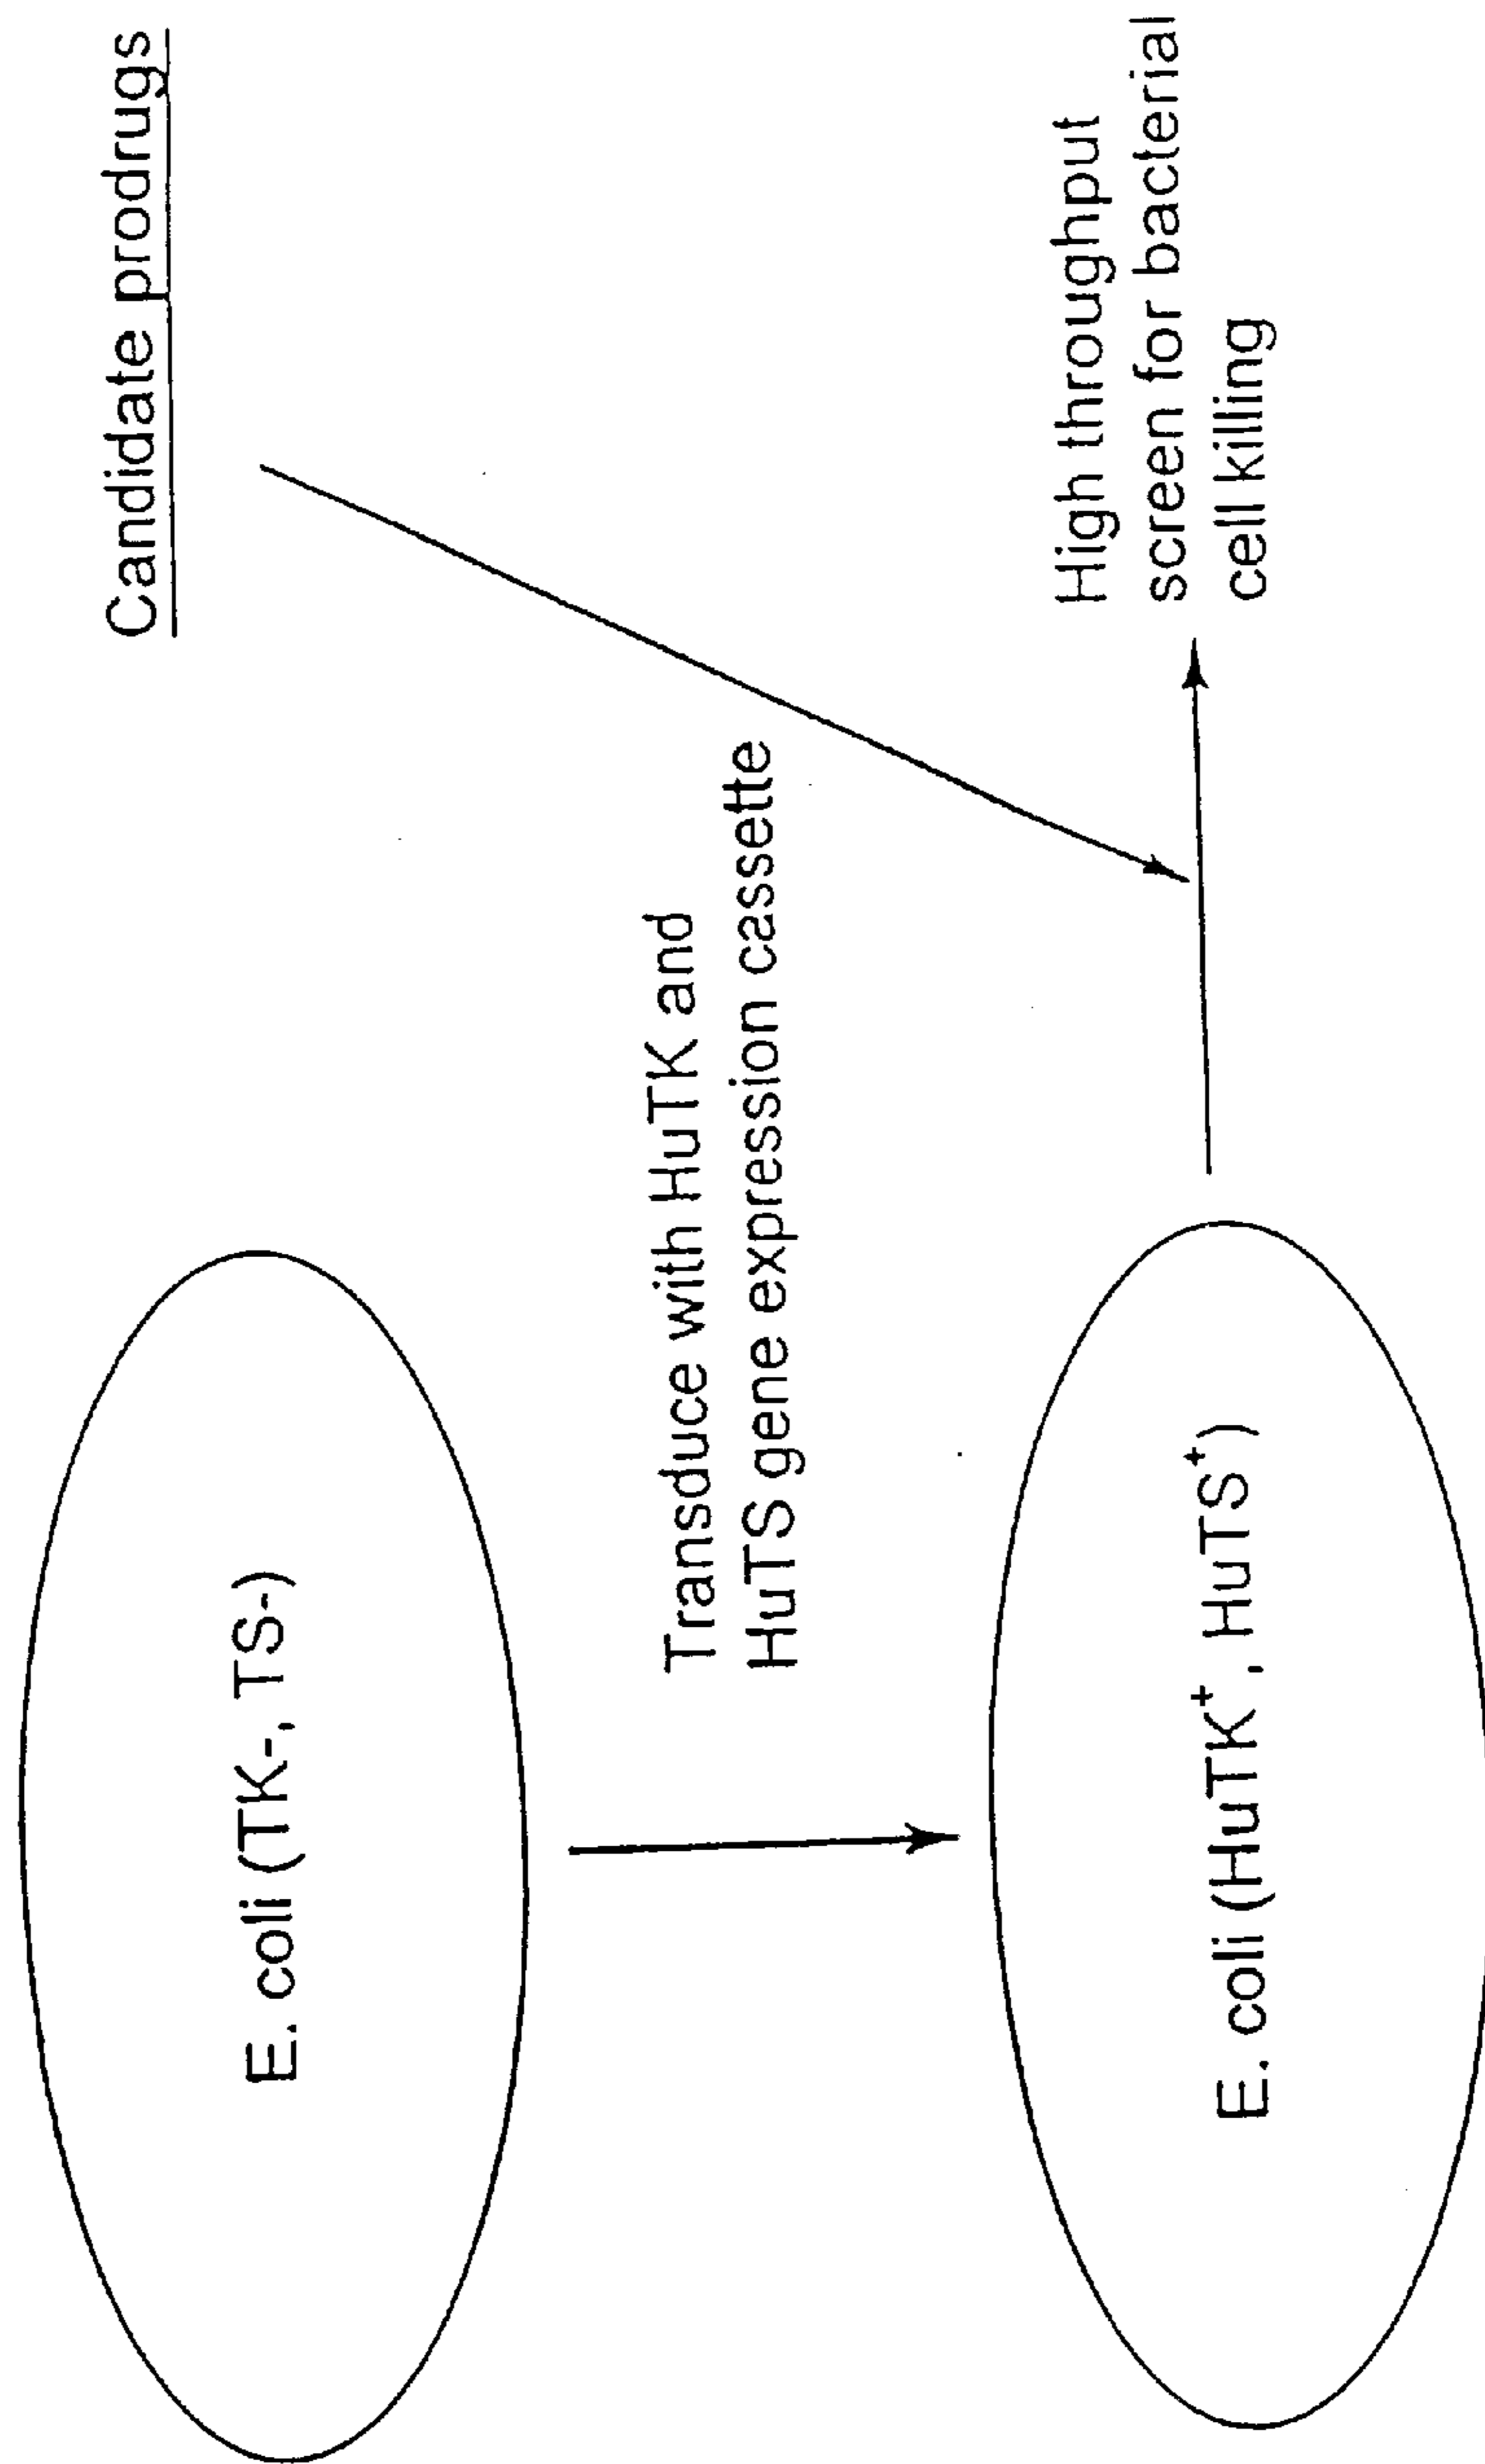 E. coli (TK-, TS-)
Candidate prodrugs
Transduce with HuTK and
HuTS gene expression cassette
E. coli (HuTK⁺, HuTS⁺)
High throughput
screen for bacterial
cell killing